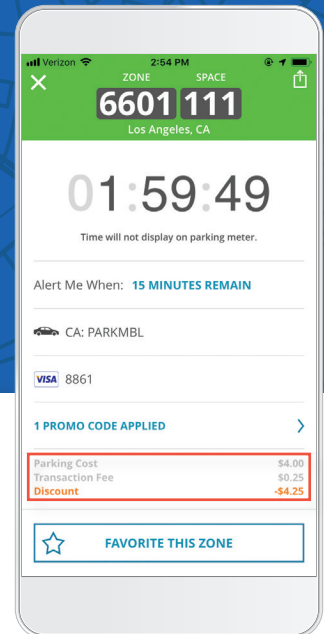 Verizon 2:54 PM
ZONE SPACE
6601 111
Los Angeles, CA
01:59:49
Time will not display on parking meter.
Alert Me When: 15 MINUTES REMAIN
CA: PARKMBL
VISA 8861
1 PROMO CODE APPLIED
Parking Cost $4.00
Transaction Fee $0.25
Discount -$4.25
FAVORITE THIS ZONE